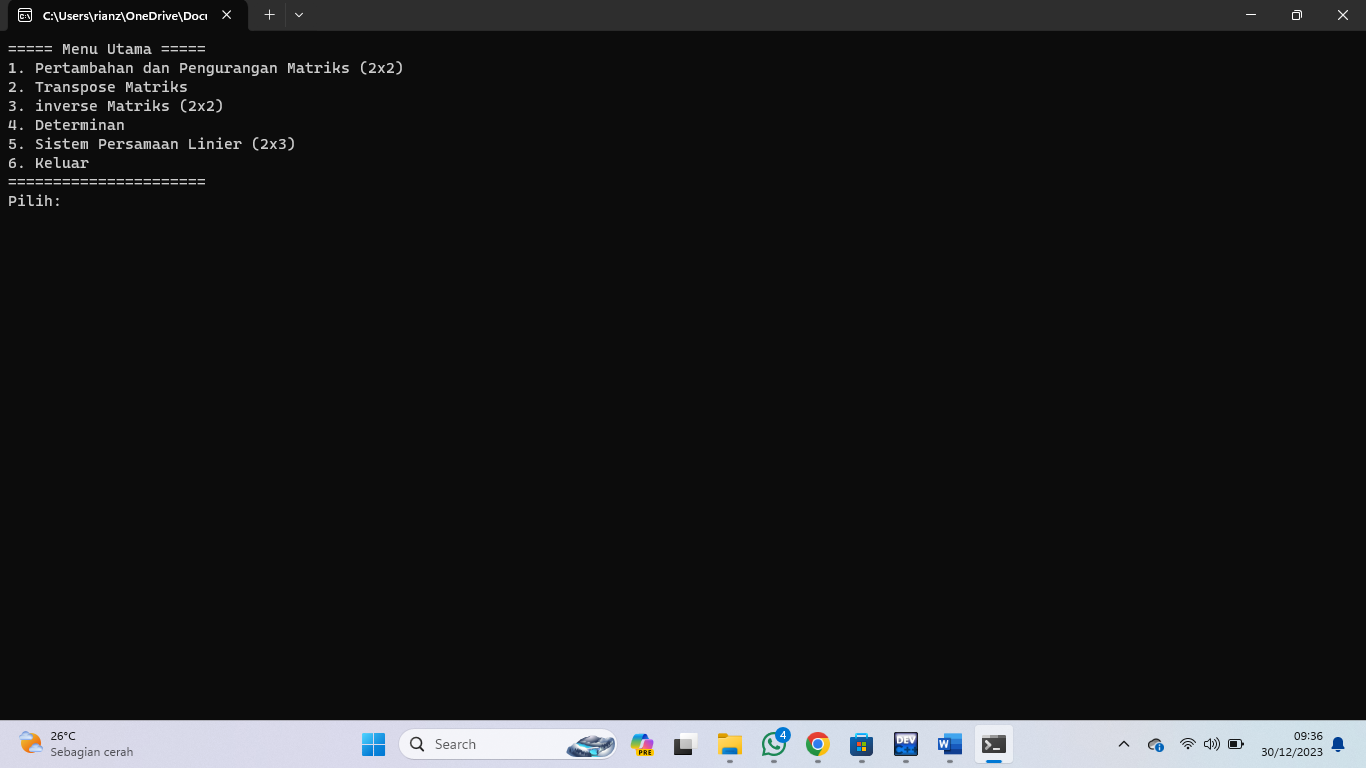 C:\Users\rianz\OneDrive\Docu
===== Menu Utama =====
1. Pertambahan dan Pengurangan Matriks (2x2)
2. Transpose Matriks
3. inverse Matriks (2x2)
4. Determinan
5. Sistem Persamaan Linier (2x3)
6. Keluar
======================
Pilih:
26°C
Sebagian cerah
Search
PRE
4
DEV
W
09:36
30/12/2023